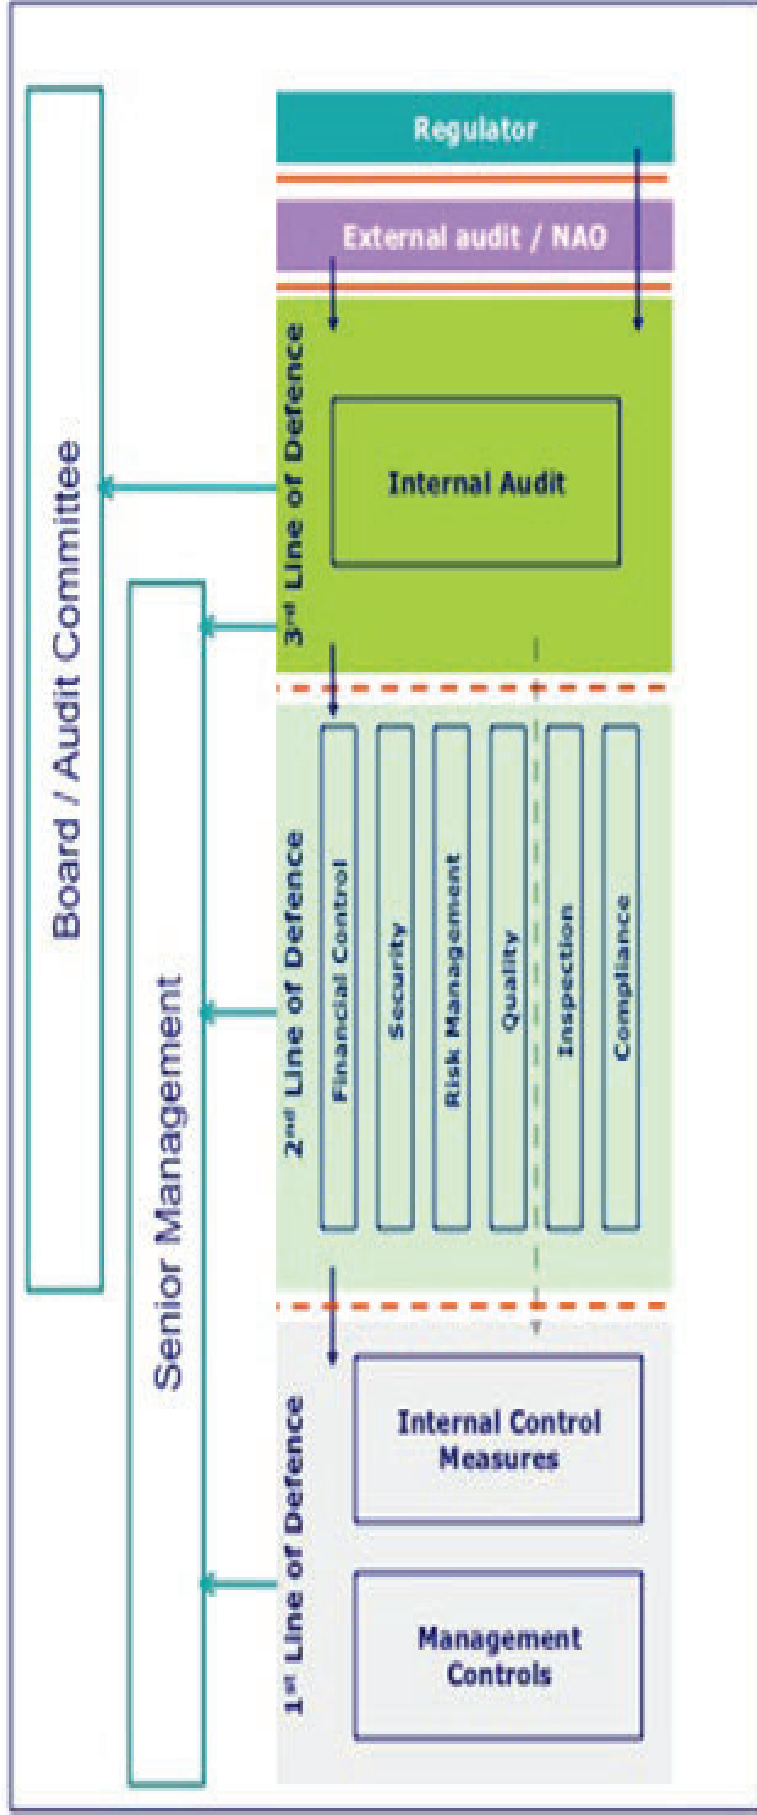 Board / Audit Committee
Senior Management
Regulator
External audit / NAO
3rd Line of Defence
Internal Audit
2nd Line of Defence
Financial Control
Security
Risk Management
Quality
Inspection
Compliance
1st Line of Defence
Internal Control
Measures
Management
Controls